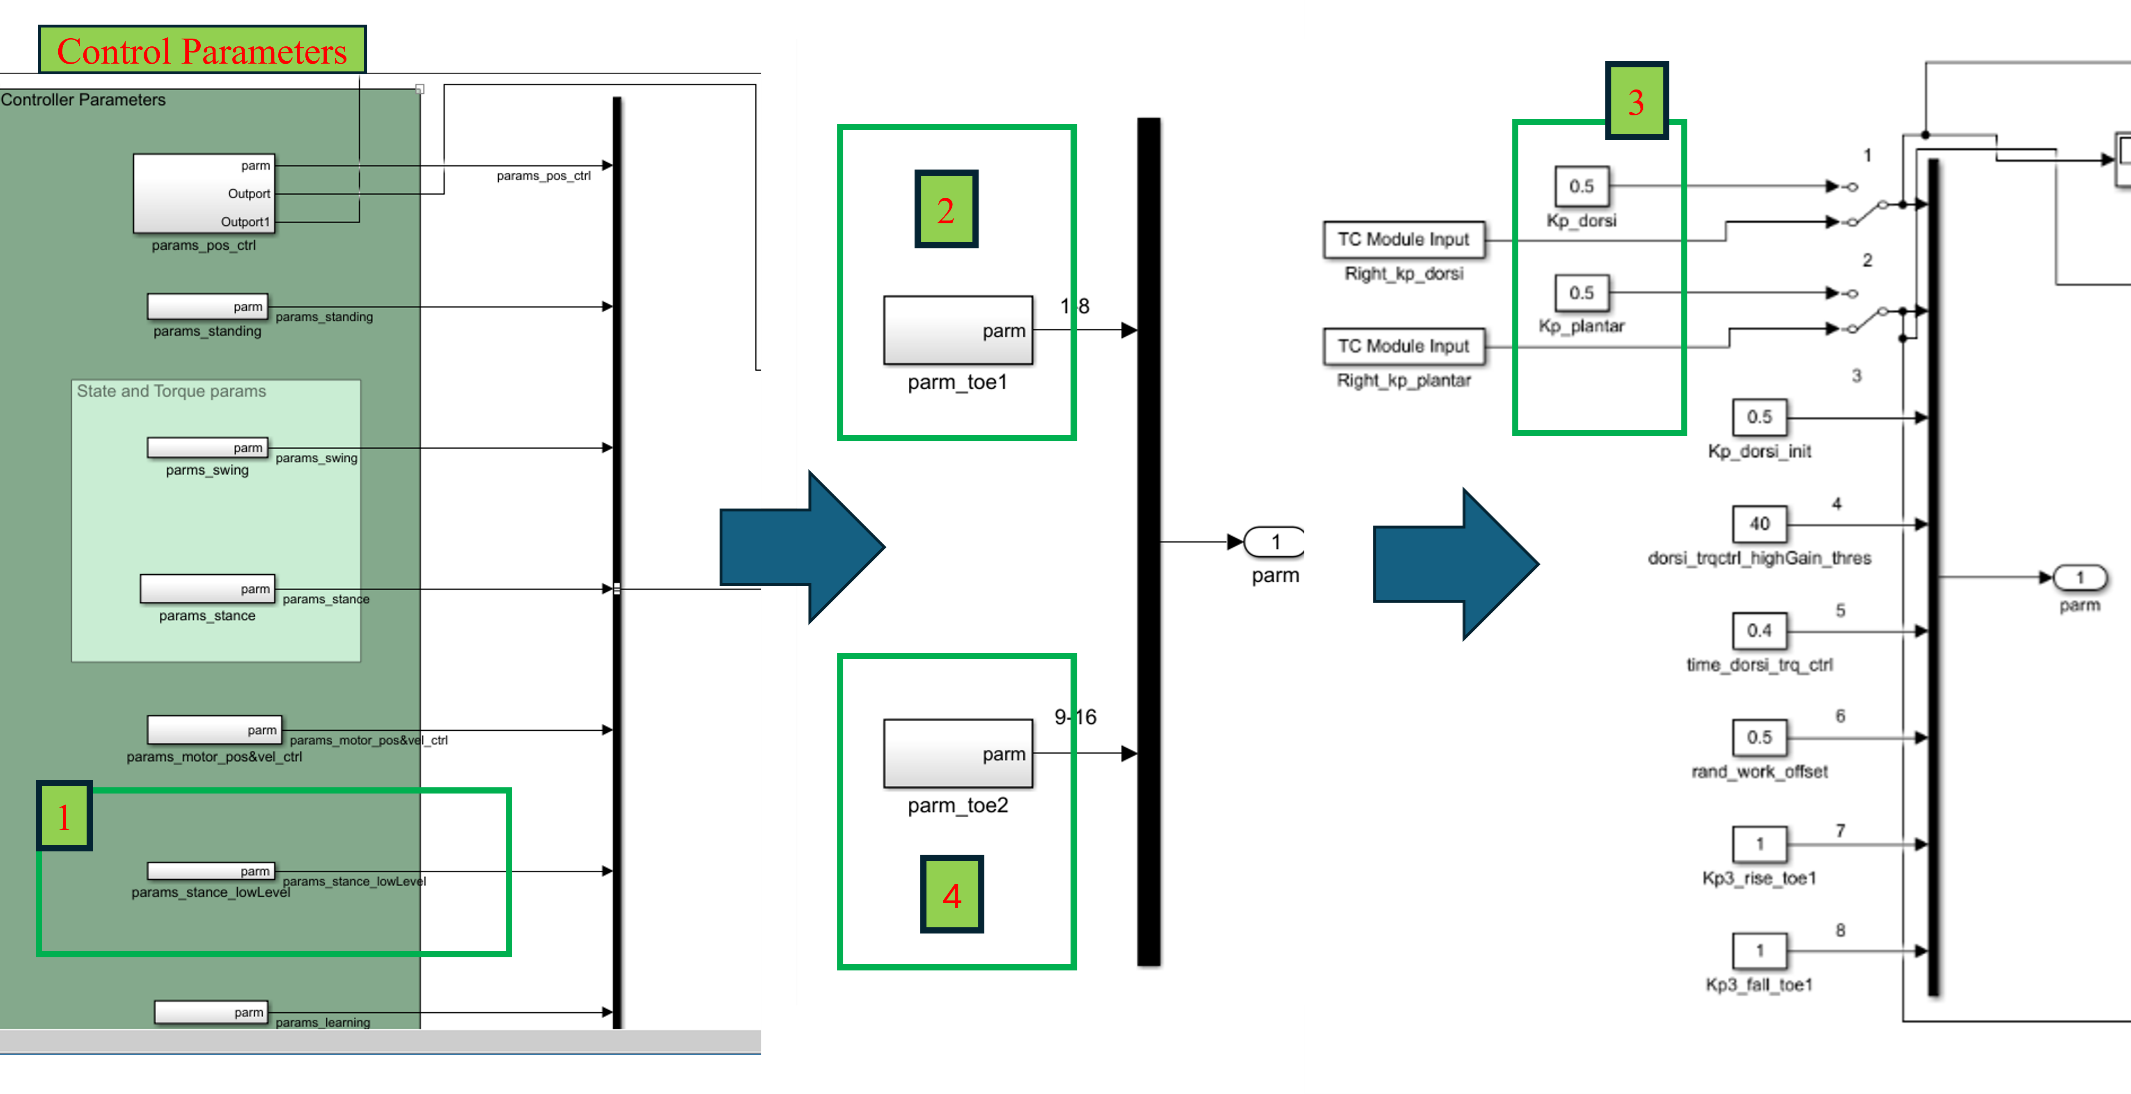 Control Parameters
Controller Parameters
parm
Outport
Outport1
params_pos_ctrl
params_pos_ctrl
parm
params_standing
params_standing
State and Torque params
parm
params_swing
parms_swing
parm
params_stance
params_stance
parm
params_motor_pos&vel_ctrl
params_motor_pos&vel_ctrl
1
parm
params_stance_lowLevel
params_stance_lowLevel
parm
params_learning
2
1-8
parm
parm_toe1
1
parm
9-16
parm
parm_toe2
4
3
1
0.5
Kp_dorsi
TC Module Input
Right_kp_dorsi
2
0.5
Kp_plantar
TC Module Input
Right_kp_plantar
3
0.5
Kp_dorsi_init
4
40
dorsi_trqctrl_highGain_thres
1
parm
5
0.4
time_dorsi_trq_ctrl
6
0.5
rand_work_offset
7
1
Kp3_rise_toe1
8
1
Kp3_fall_toe1